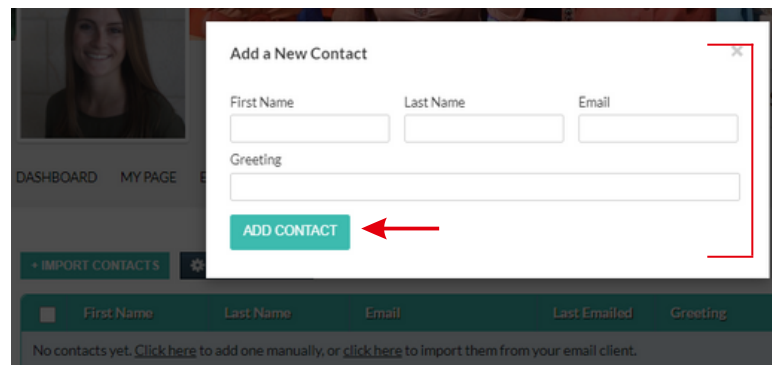 Add a New Contact ×
First Name Last Name Email
Greeting
DASHBOARD MY PAGE E
ADD CONTACT
+ IMPORT CONTACTS
First Name Last Name Email Last Emailed Greeting
No contacts yet. Click here to add one manually, or click here to import them from your email client.